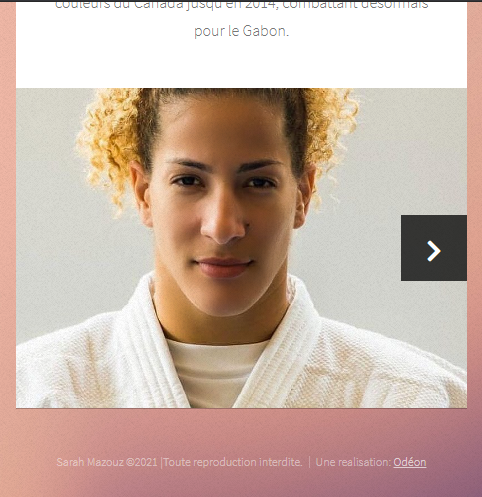 couleurs du Canada jusqu'en 2014, combattant désormais
pour le Gabon.
Sarah Mazouz ©2021 |Toute reproduction interdite. | Une realisation: Odéon